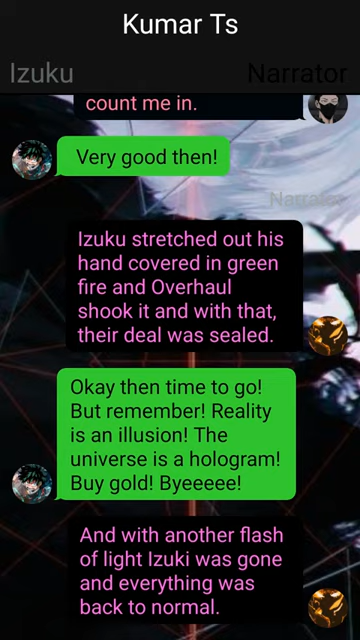 Kumar Ts
Izuku
Narrator
count me in.
Very good then!
Narrator
Izuku stretched out his
hand covered in green
fire and Overhaul
shook it and with that,
their deal was sealed.
Okay then time to go!
But remember! Reality
is an illusion! The
universe is a hologram!
Buy gold! Byeeeee!
And with another flash
of light Izuki was gone
and everything was
back to normal.